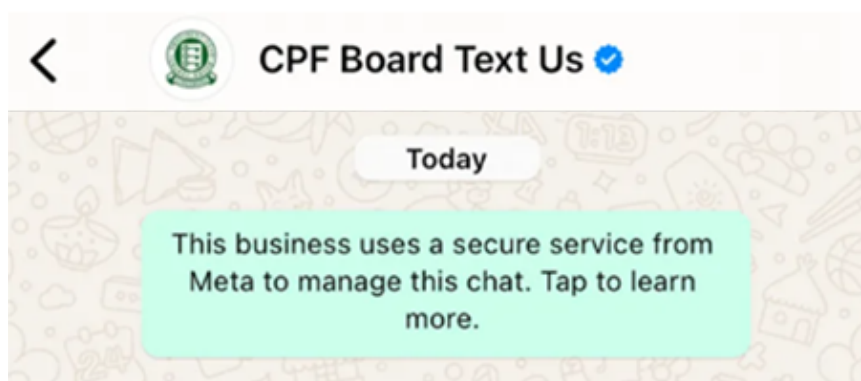 CPF Board Text Us
Today
This business uses a secure service from
Meta to manage this chat. Tap to learn
more.